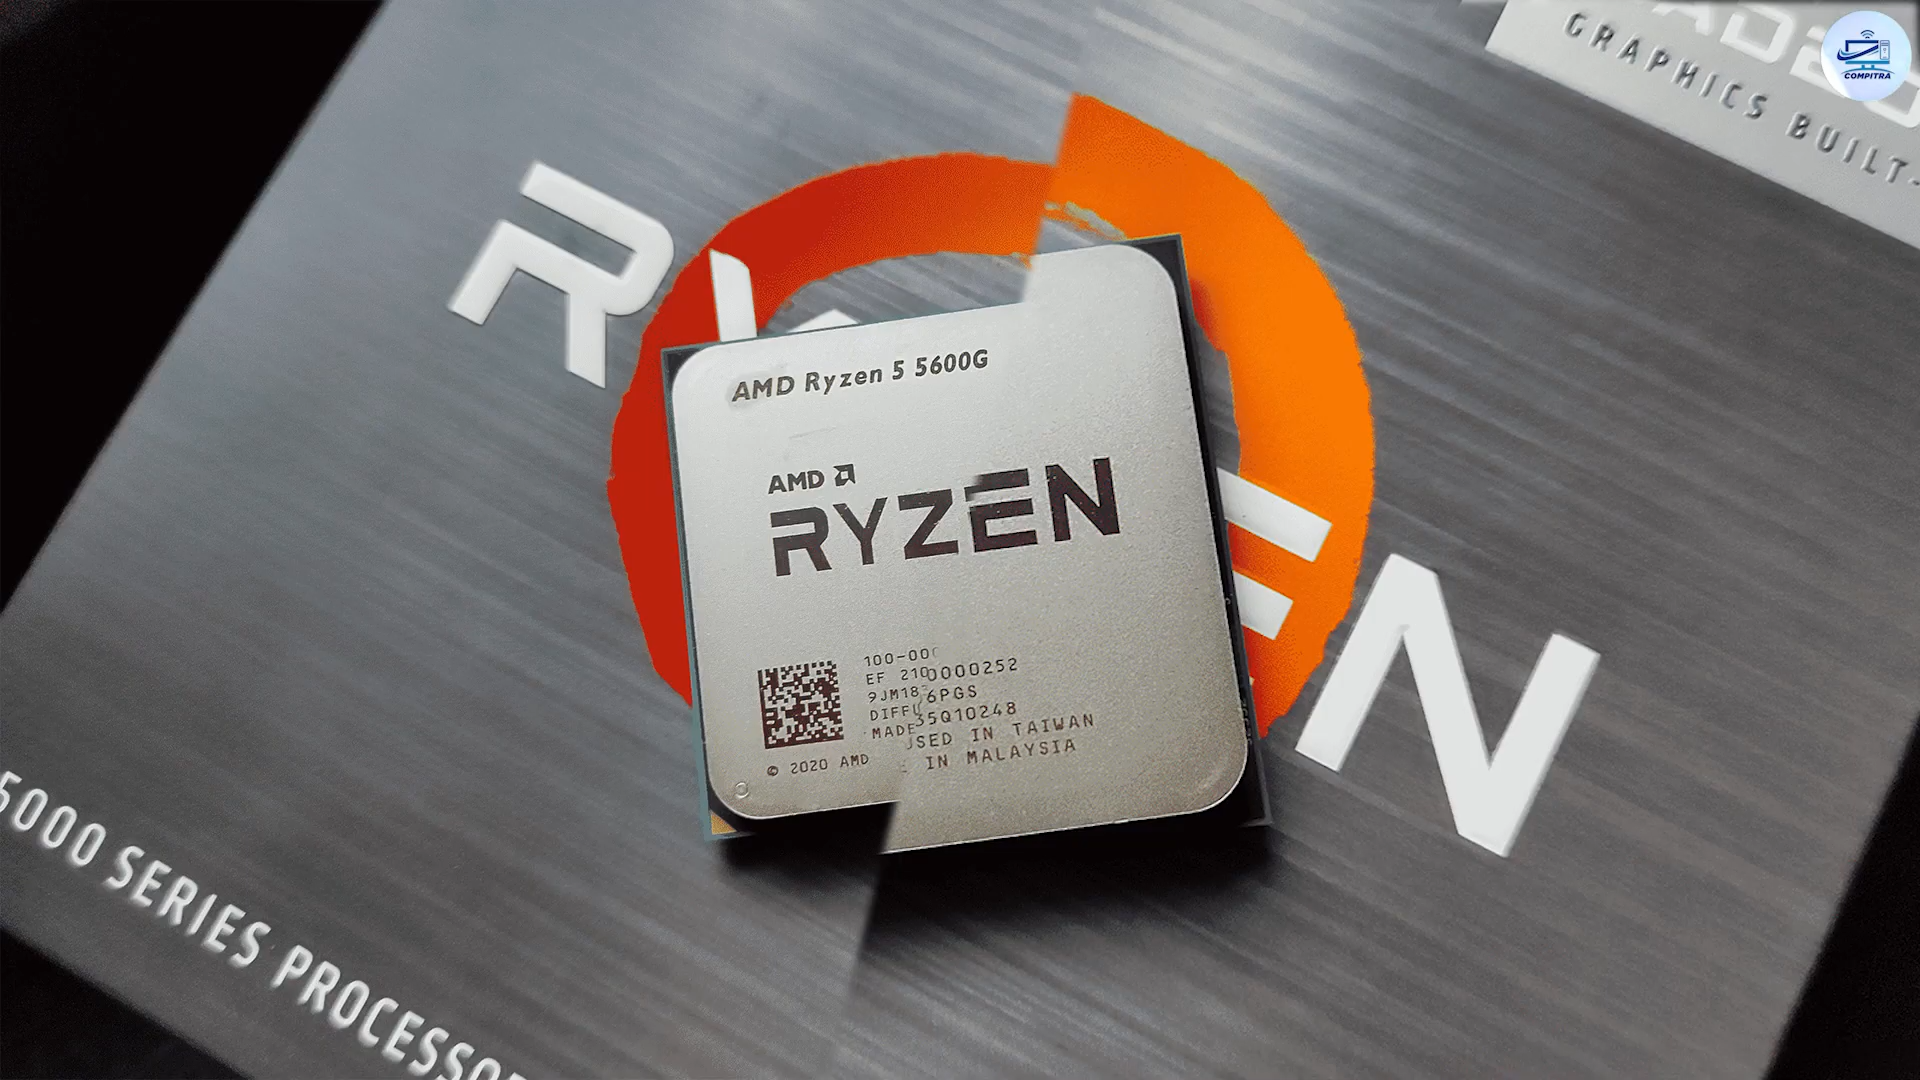 GRAPHICS BUILT-
COMPITRA
AMD Ryzen 5 5600G
AMD
RYZEN
100-00
EF 210 0000252
9JM18 6PGS
DIFFU 35Q10248
MADE SED IN TAIWAN
© 2020 AMD IN MALAYSIA
5000 SERIES PROCESSO